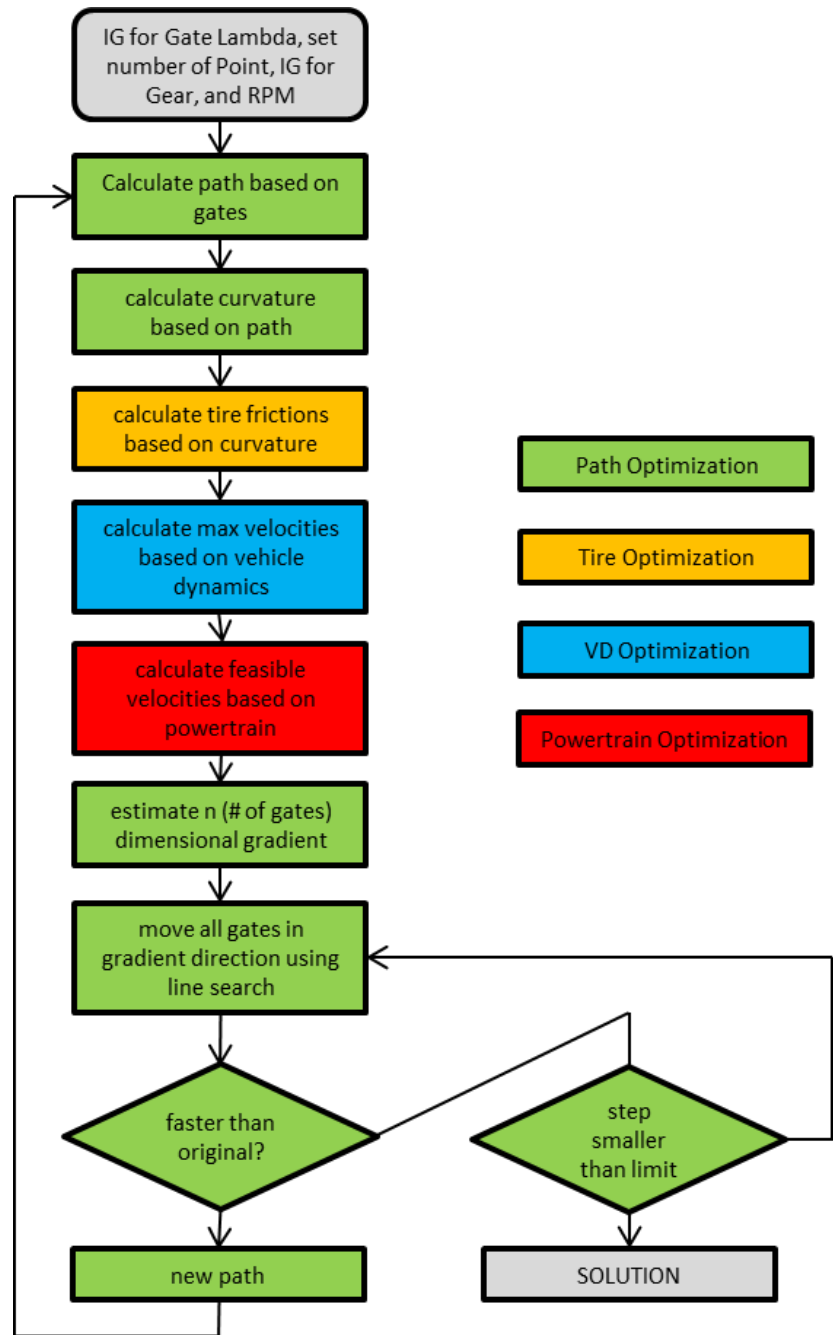 IG for Gate Lambda, set
number of Point, IG for
Gear, and RPM
Calculate path based on
gates
calculate curvature
based on path
calculate tire frictions
based on curvature
calculate max velocities
based on vehicle
dynamics
calculate feasible
velocities based on
powertrain
estimate n (# of gates)
dimensional gradient
move all gates in
gradient direction using
line search
faster than
original?
new path
step
smaller
than limit
SOLUTION
Path Optimization
Tire Optimization
VD Optimization
Powertrain Optimization